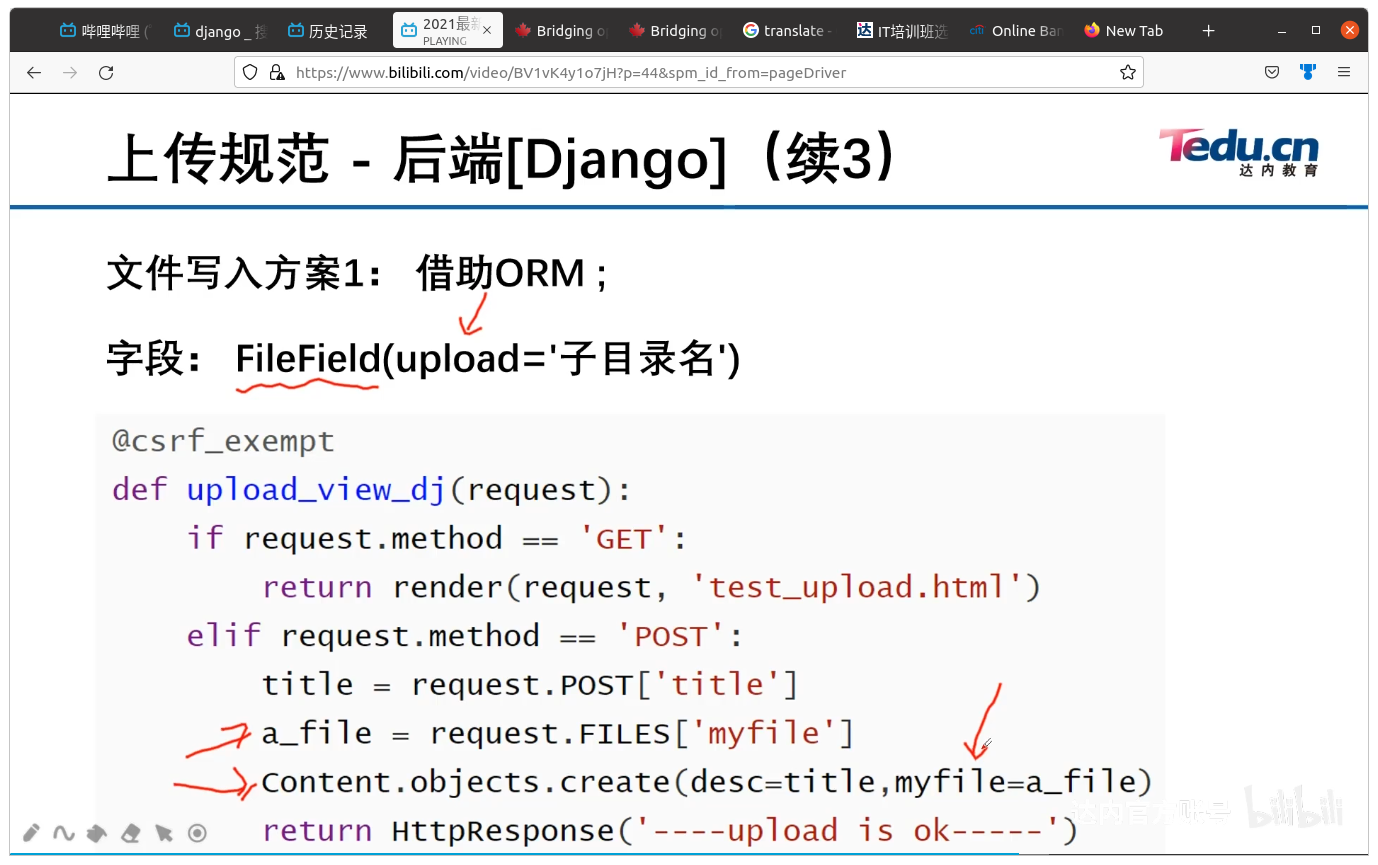 哔哩哔哩 (
django _ 搜
历史记录
2021最新
PLAYING
Bridging o
Bridging o
translate -
IT培训班选
Online Ban
New Tab
https://www.bilibili.com/video/BV1vK4y1o7jH?p=44&spm_id_from=pageDriver
上传规范 - 后端[Django]（续3）
Tedu.cn
达内教育
文件写入方案1： 借助ORM ;
字段： FileField(upload='子目录名')
@csrf_exempt
def upload_view_dj(request):
    if request.method == 'GET':
        return render(request, 'test_upload.html')
    elif request.method == 'POST':
        title = request.POST['title']
        a_file = request.FILES['myfile']
        Content.objects.create(desc=title,myfile=a_file)
        return HttpResponse('----upload is ok-----')
达内官方账号 bilibili